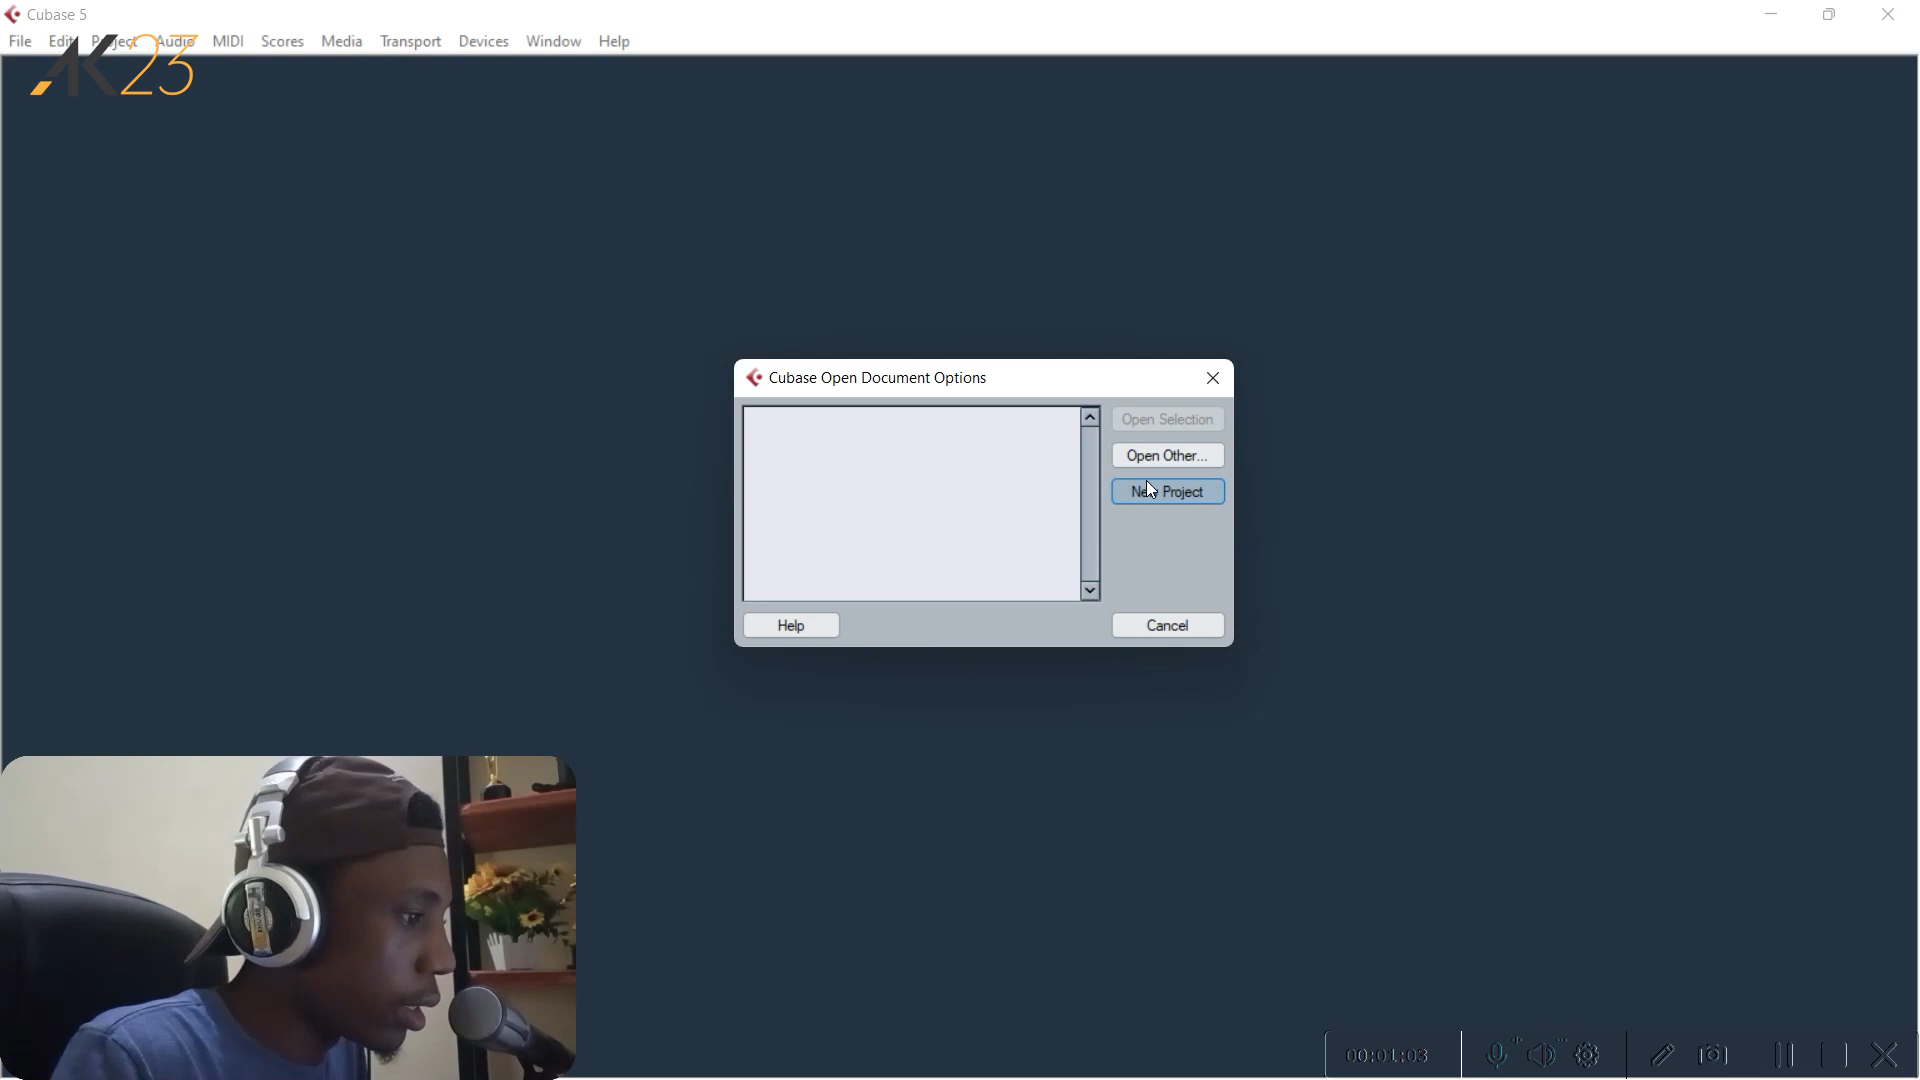 Cubase 5
File Edit Project Audio MIDI Scores Media Transport Devices Window Help
AK23
Cubase Open Document Options
Open Selection
Open Other...
New Project
Help
Cancel
00:01:03